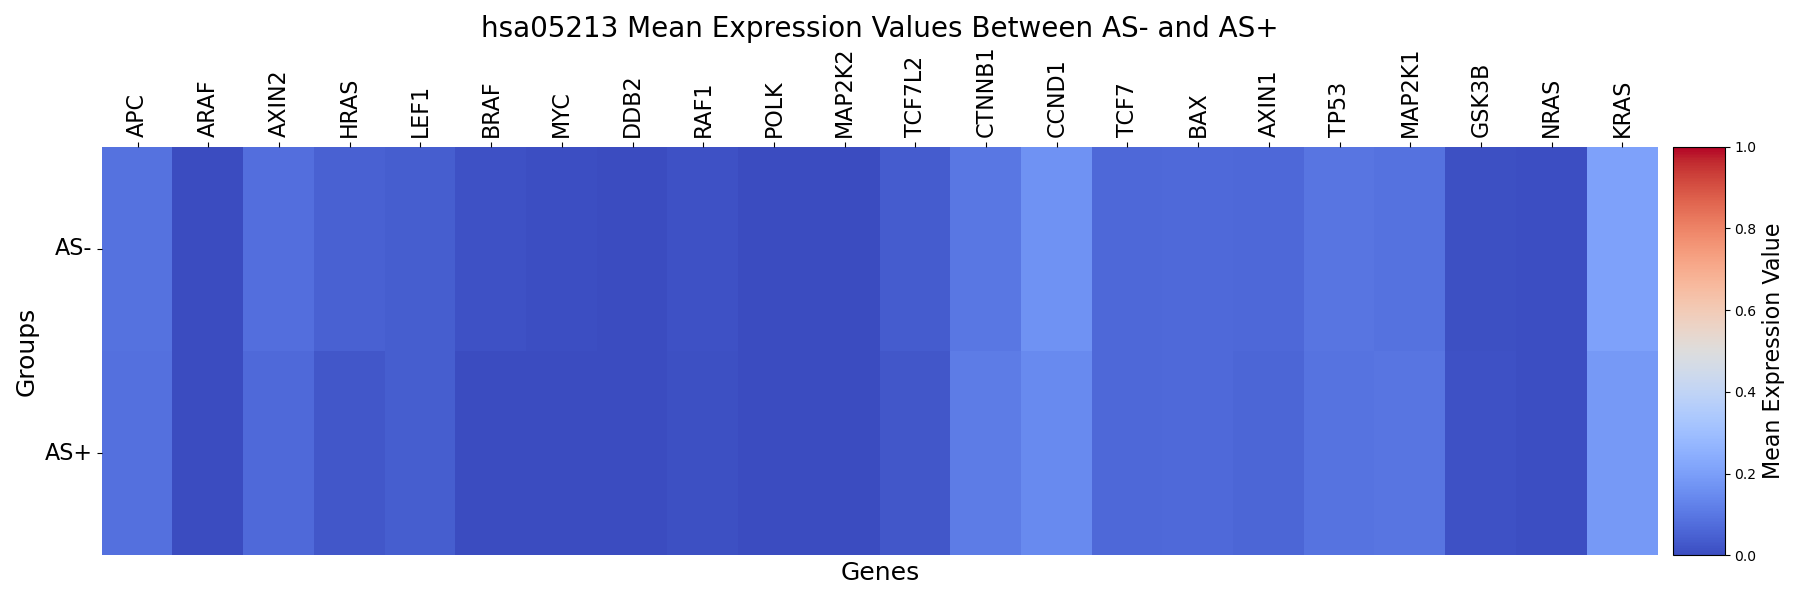 hsa05213 Mean Expression Values Between AS- and AS+
APC ARAF AXIN2 HRAS LEF1 BRAF MYC DDB2 RAF1 POLK MAP2K2 TCF7L2 CTNNB1 CCND1 TCF7 BAX AXIN1 TP53 MAP2K1 GSK3B NRAS KRAS
Groups
AS-
AS+
Genes
1.0
0.8
0.6
0.4
0.2
0.0
Mean Expression Value